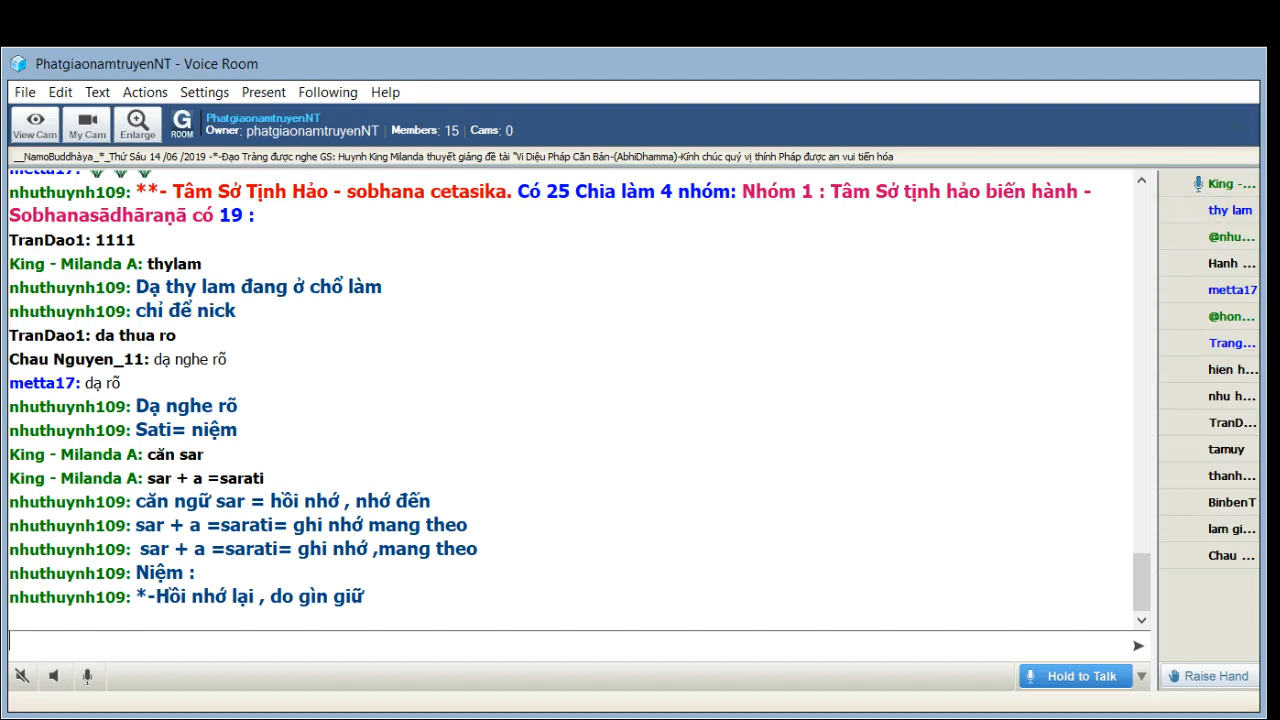 PhatgiaonamtruyenNT - Voice Room
File Edit Text Actions Settings Present Following Help
View Cam My Cam Enlarge G ROOM PhatgiaonamtruyenNT
Owner: phatgiaonamtruyenNT Members: 15 Cams: 0
__NamoBuddhàya_*_Thứ Sáu 14 /06 /2019 -*-Đạo Tràng được nghe GS: Huynh King Milanda thuyết giảng đề tài "Vi Diệu Pháp Căn Bản-(AbhiDhamma)-Kính chúc quý vị thính Pháp được an vui tiến hóa
metta17:
nhuthuynh109: **- Tâm Sở Tịnh Hảo - sobhana cetasika. Có 25 Chia làm 4 nhóm: Nhóm 1 : Tâm Sở tịnh hảo biến hành -
Sobhanasādhāraṇā có 19 :
TranDao1: 1111
King - Milanda A: thylam
nhuthuynh109: Dạ thy lam đang ở chổ làm
nhuthuynh109: chỉ để nick
TranDao1: da thua ro
Chau Nguyen_11: dạ nghe rõ
metta17: dạ rõ
nhuthuynh109: Dạ nghe rõ
nhuthuynh109: Sati= niệm
King - Milanda A: căn sar
King - Milanda A: sar + a =sarati
nhuthuynh109: căn ngữ sar = hồi nhớ , nhớ đến
nhuthuynh109: sar + a =sarati= ghi nhớ mang theo
nhuthuynh109: sar + a =sarati= ghi nhớ ,mang theo
nhuthuynh109: Niệm :
nhuthuynh109: *-Hồi nhớ lại , do gìn giữ
King -...
thy lam
@nhu...
Hanh ...
metta17
@hon...
Trang...
hien h...
nhu h...
TranD...
tamuy
thanh...
BinbenT
lam gi...
Chau ...
Hold to Talk
Raise Hand